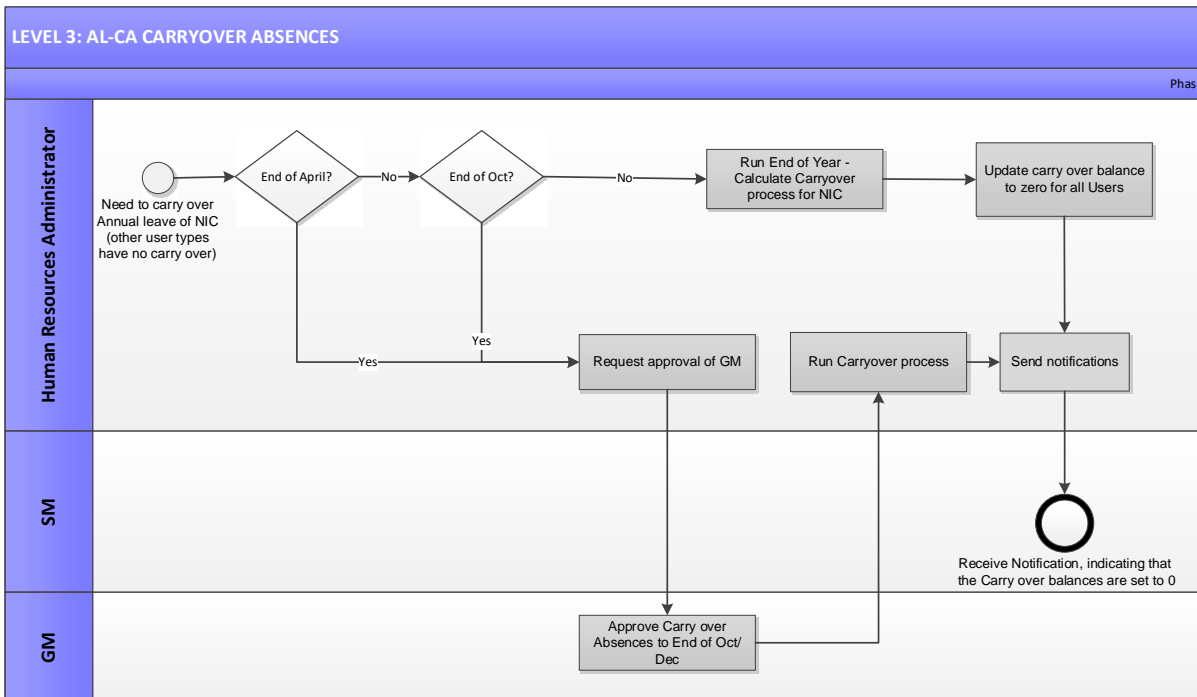 LEVEL 3: AL-CA CARRYOVER ABSENCES
Phas
Human Resources Administrator
Need to carry over
Annual leave of NIC
(other user types
have no carry over)
End of April?
No
End of Oct?
No
Run End of Year -
Calculate Carryover
process for NIC
Update carry over balance
to zero for all Users
Yes
Yes
Request approval of GM
Run Carryover process
Send notifications
SM
Receive Notification, indicating that
the Carry over balances are set to 0
GM
Approve Carry over
Absences to End of Oct/
Dec